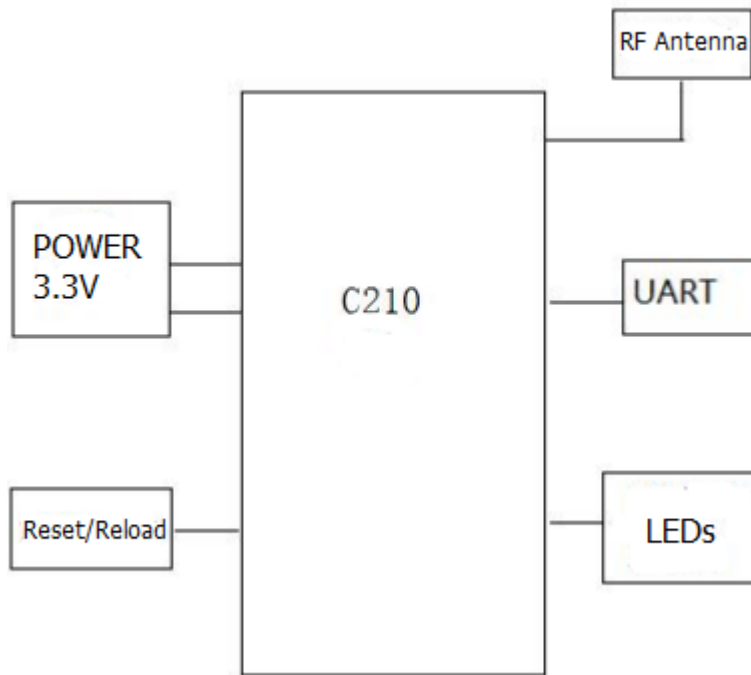 RF Antenna
POWER
3.3V
C210
UART
Reset/Reload
LEDs